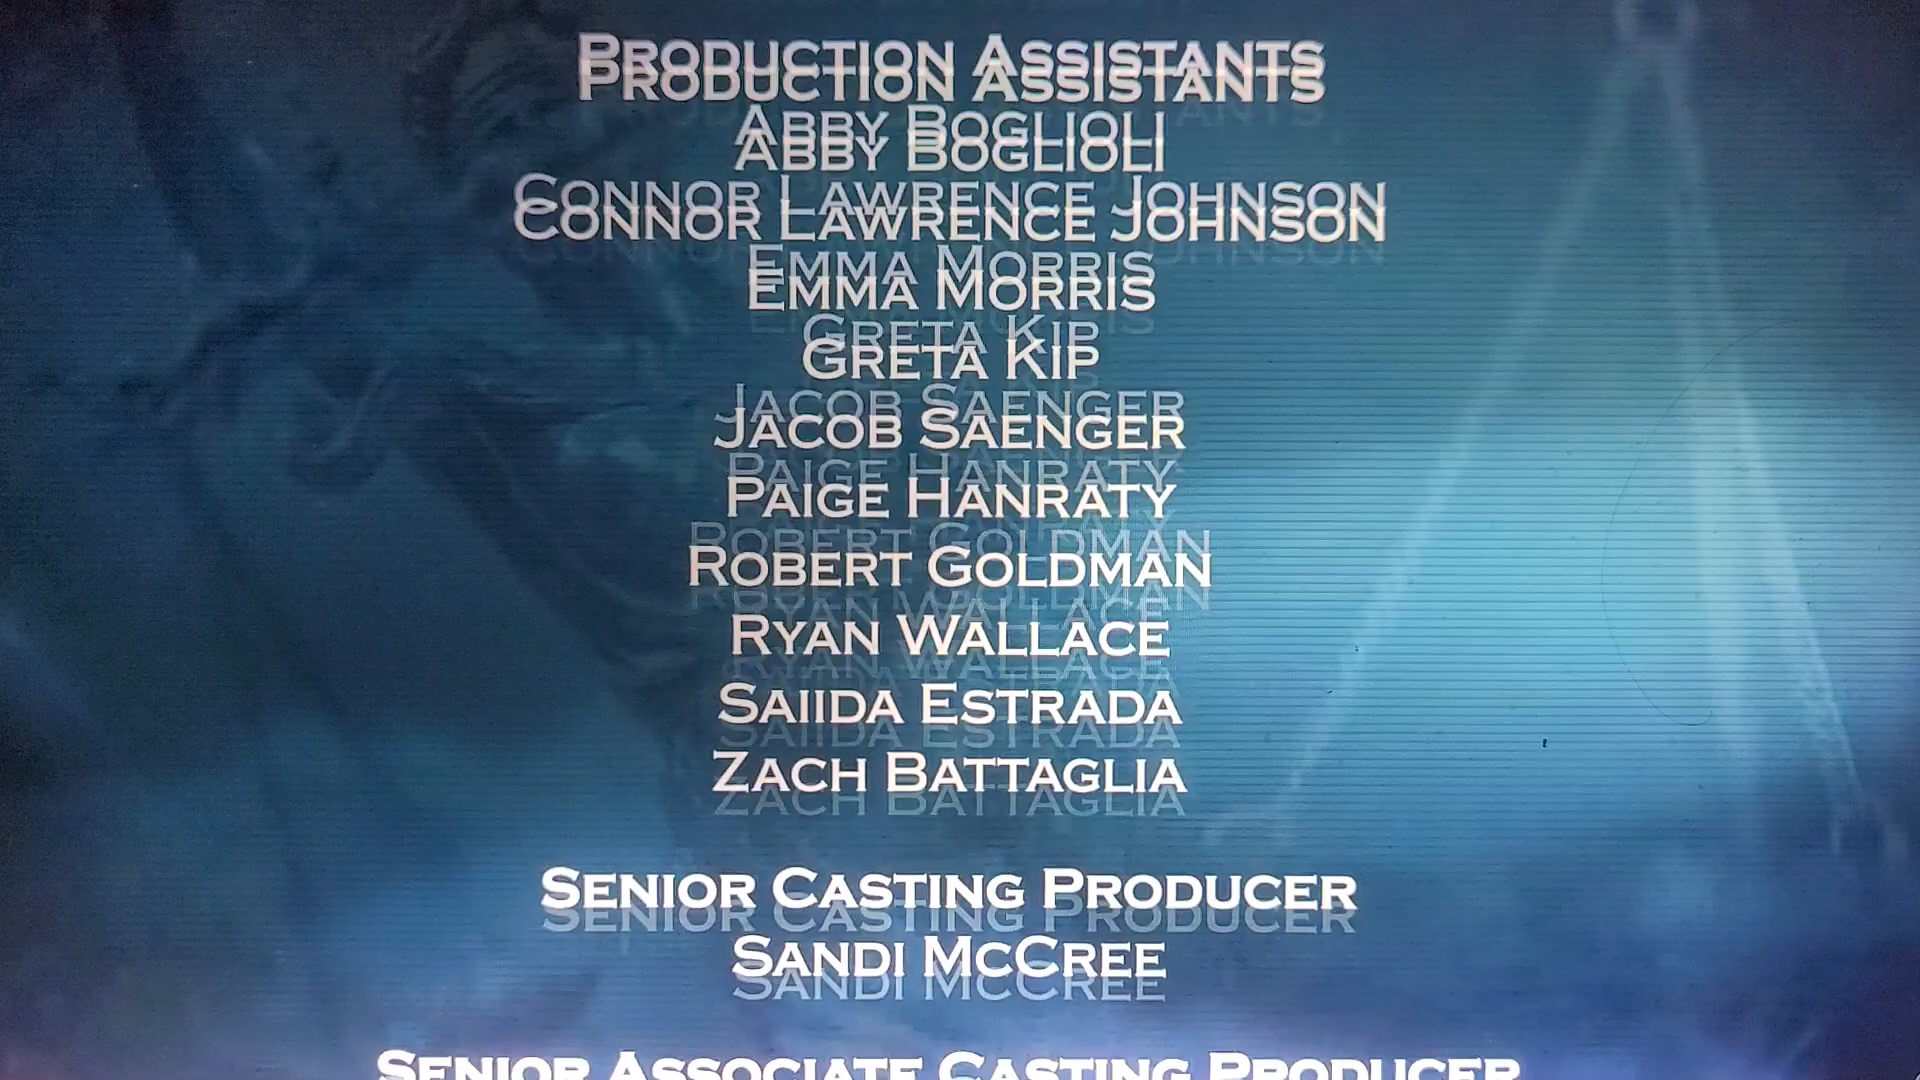 PRODUCTION ASSISTANTS
ABBY BOGLIOLI
CONNOR LAWRENCE JOHNSON
EMMA MORRIS
GRETA KIP
JACOB SAENGER
PAIGE HANRATY
ROBERT GOLDMAN
RYAN WALLACE
SAIIDA ESTRADA
ZACH BATTAGLIA
SENIOR CASTING PRODUCER
SANDI MCCREE
SENIOR ASSOCIATE CASTING PRODUCER